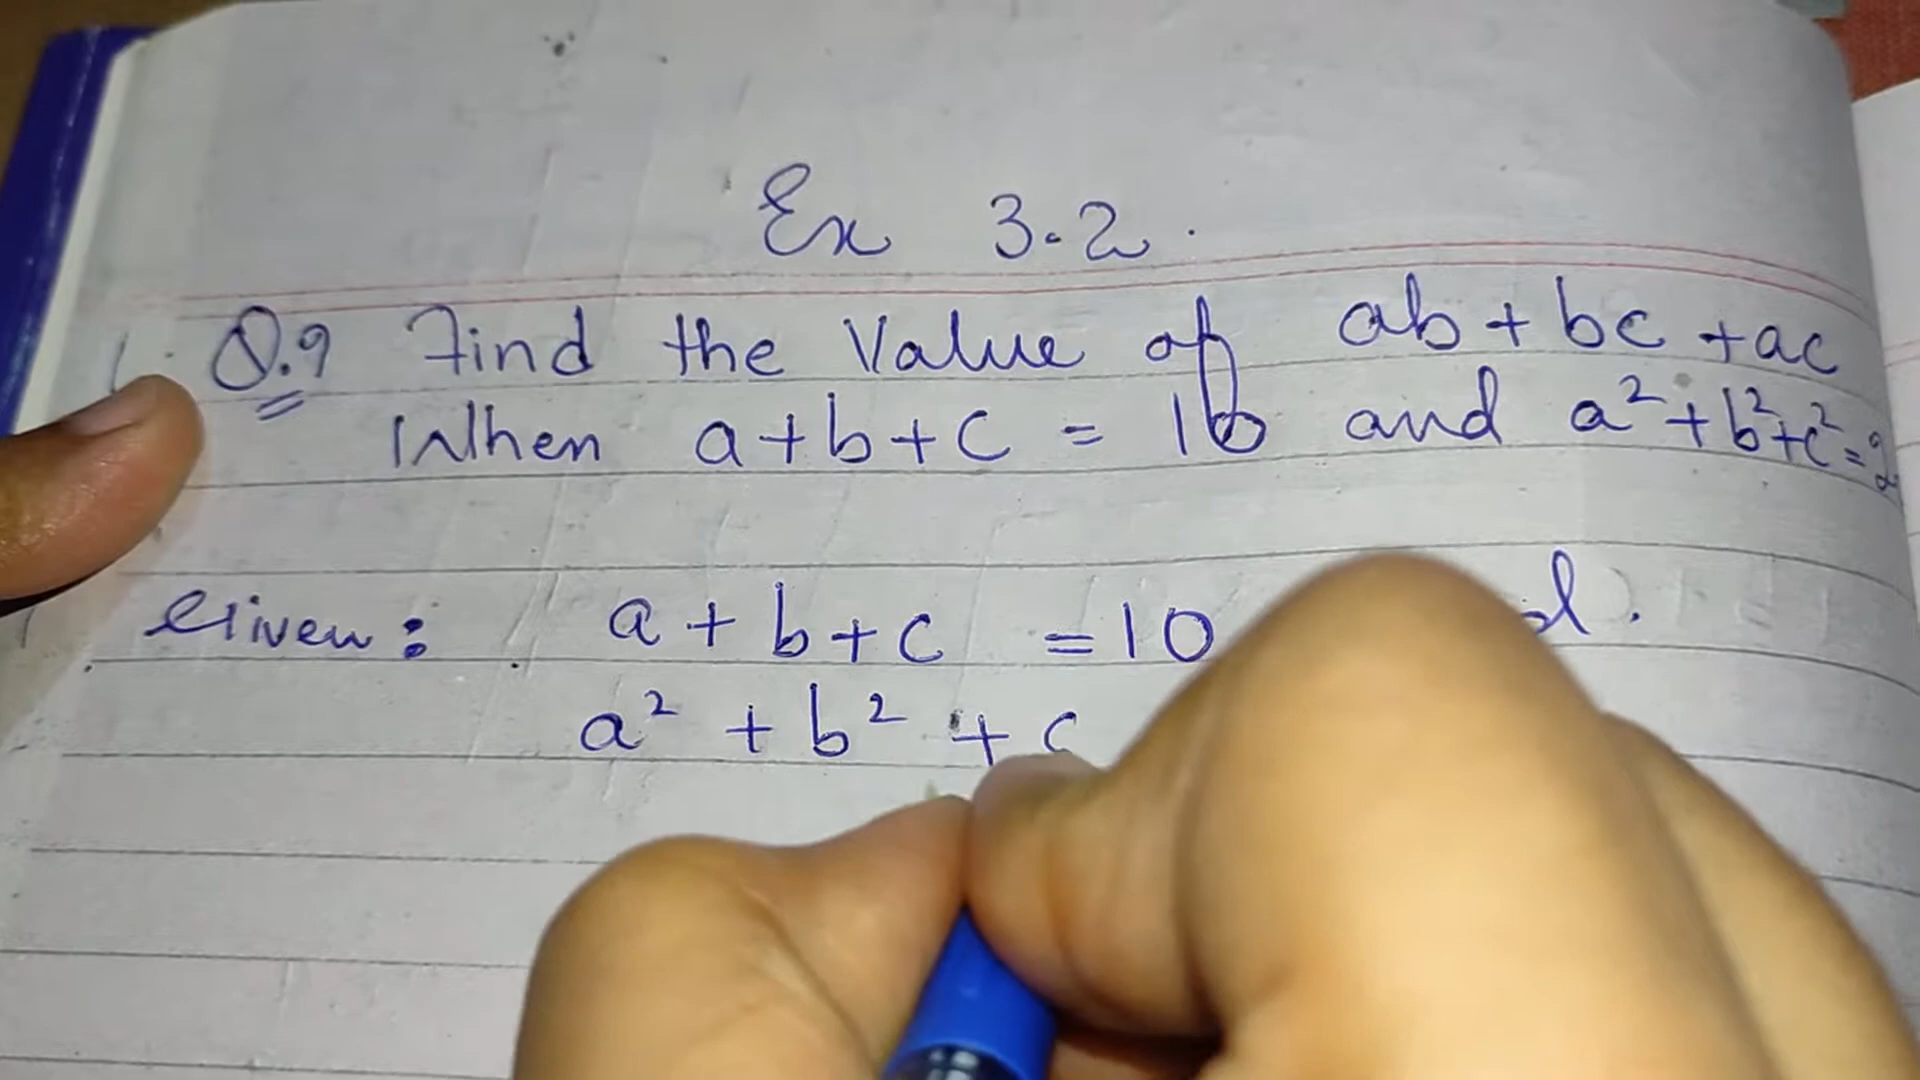 Ex 3.2.
Q.9 Find the Value of ab + bc + ac
When a + b + c = 10 and a² + b² + c² = 2
Given: a + b + c = 10
a² + b² + c